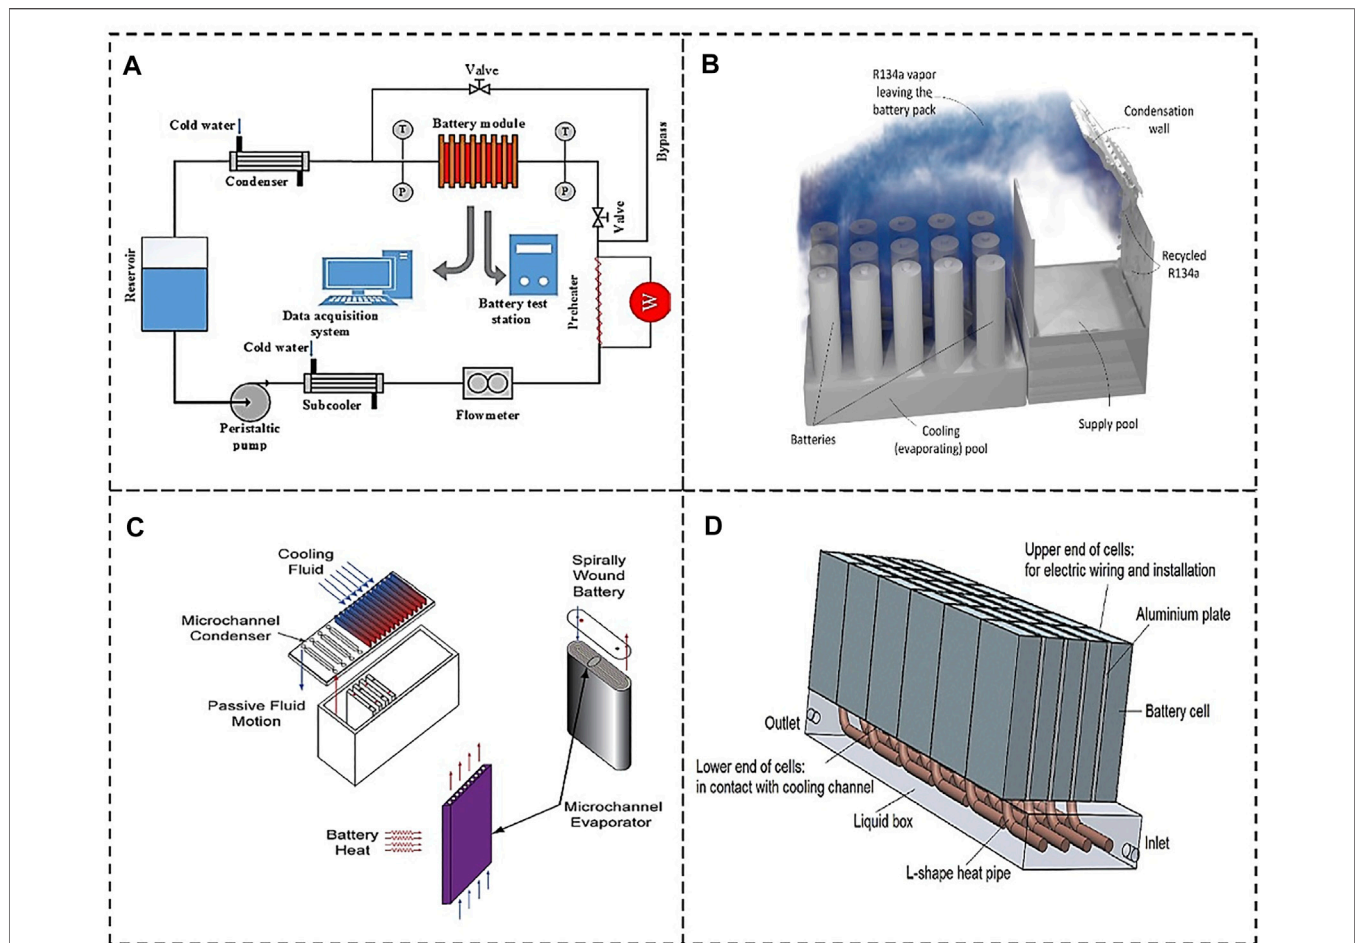 A
Valve
Cold water
T
Battery module
T
Bypass
Condenser
P
P
Valve
Reservoir
Data acquisition
system
Battery test
station
Preheater
W
Cold water
Subcooler
Flowmeter
Peristaltic
pump
B
R134a vapor
leaving the
battery pack
Condensation
wall
Recycled
R134a
Batteries
Cooling
(evaporating) pool
Supply pool
C
Cooling
Fluid
Microchannel
Condenser
Passive Fluid
Motion
Spirally
Wound
Battery
Battery
Heat
Microchannel
Evaporator
D
Upper end of cells:
for electric wiring and installation
Aluminium plate
Battery cell
Outlet
Lower end of cells:
in contact with cooling channel
Liquid box
L-shape heat pipe
Inlet